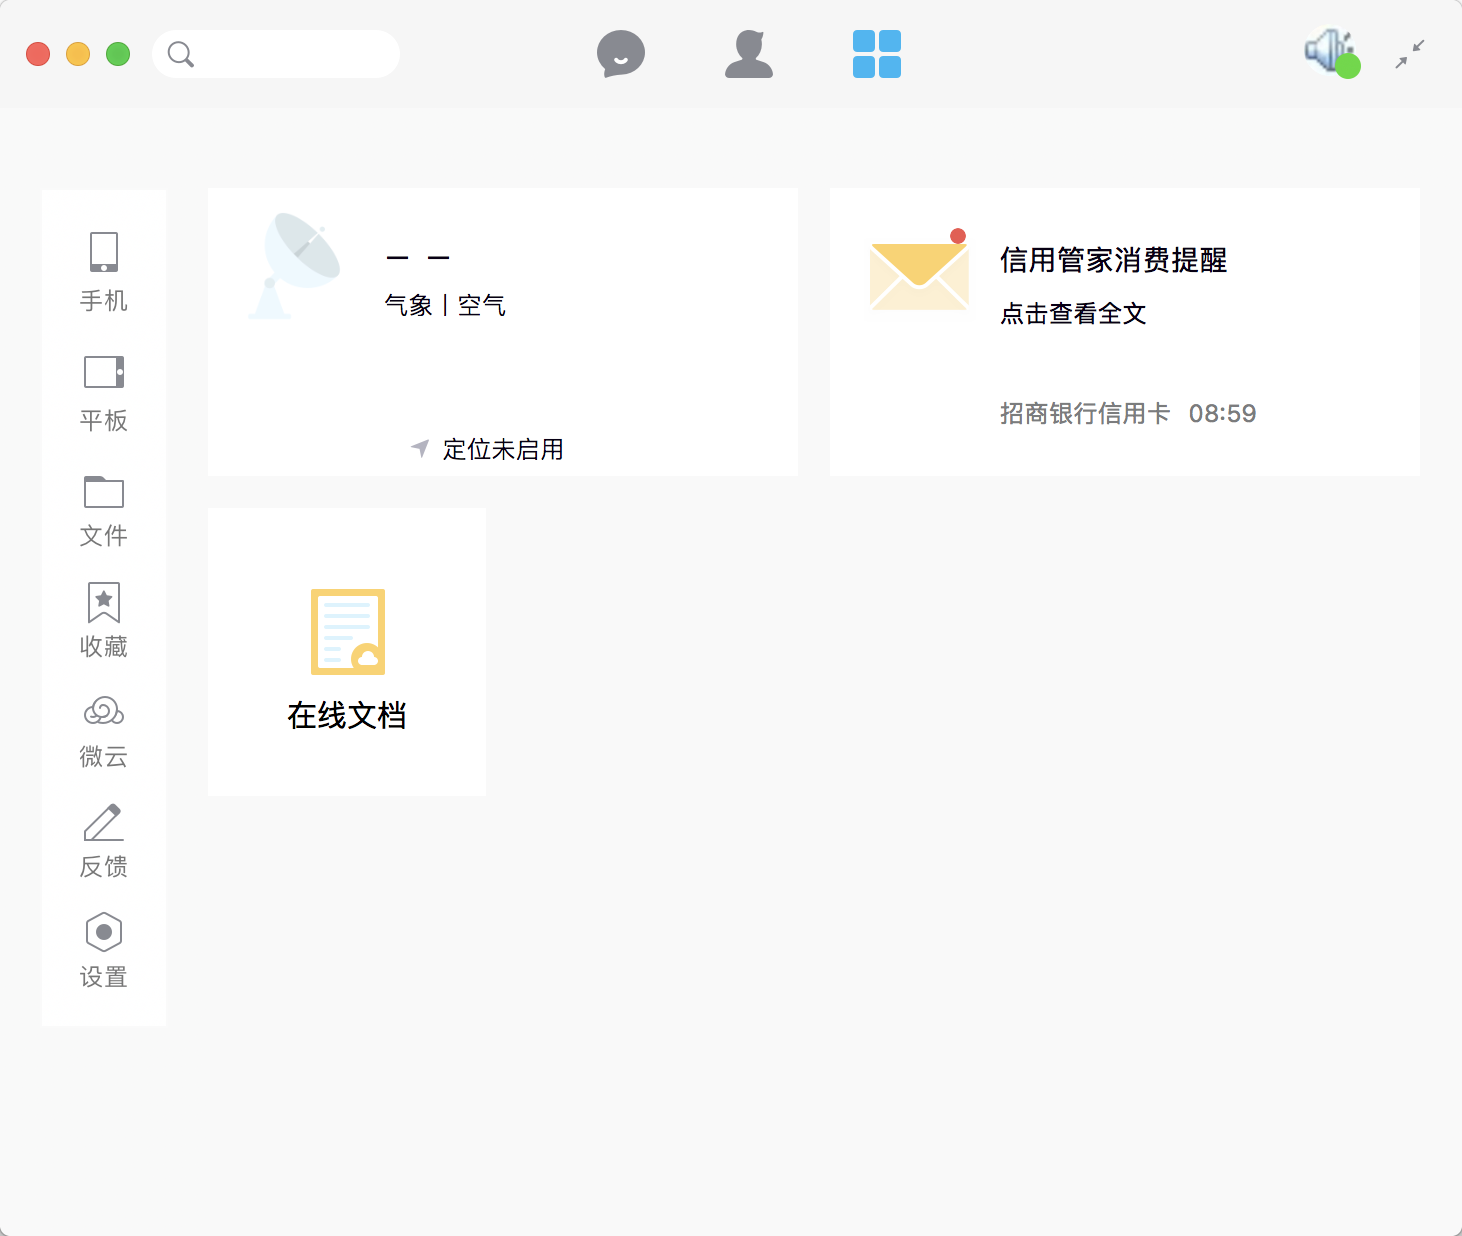 手机
平板
文件
收藏
微云
反馈
设置
— —
气象 | 空气
定位未启用
信用管家消费提醒
点击查看全文
招商银行信用卡 08:59
在线文档